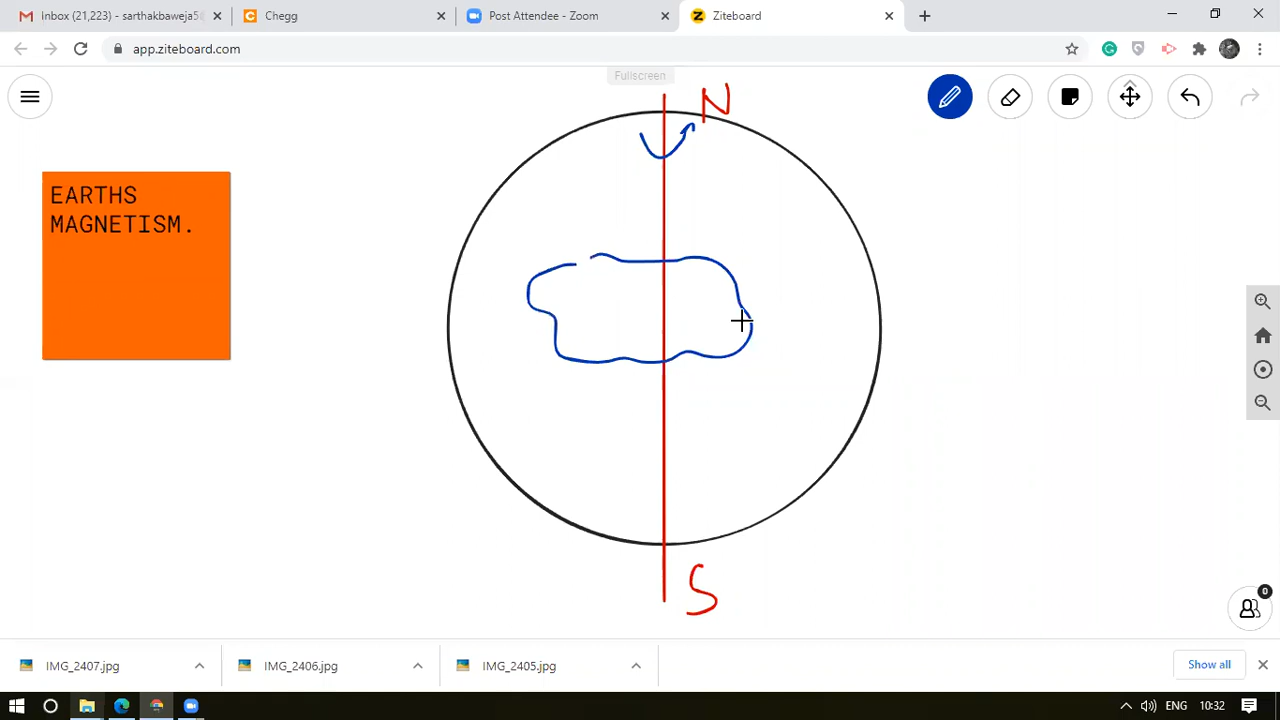 Inbox (21,223) - sarthakbaweja5
Chegg
Post Attendee - Zoom
Ziteboard
app.ziteboard.com
Fullscreen
N
EARTHS
MAGNETISM.
S
0
IMG_2407.jpg
IMG_2406.jpg
IMG_2405.jpg
Show all
ENG
10:32